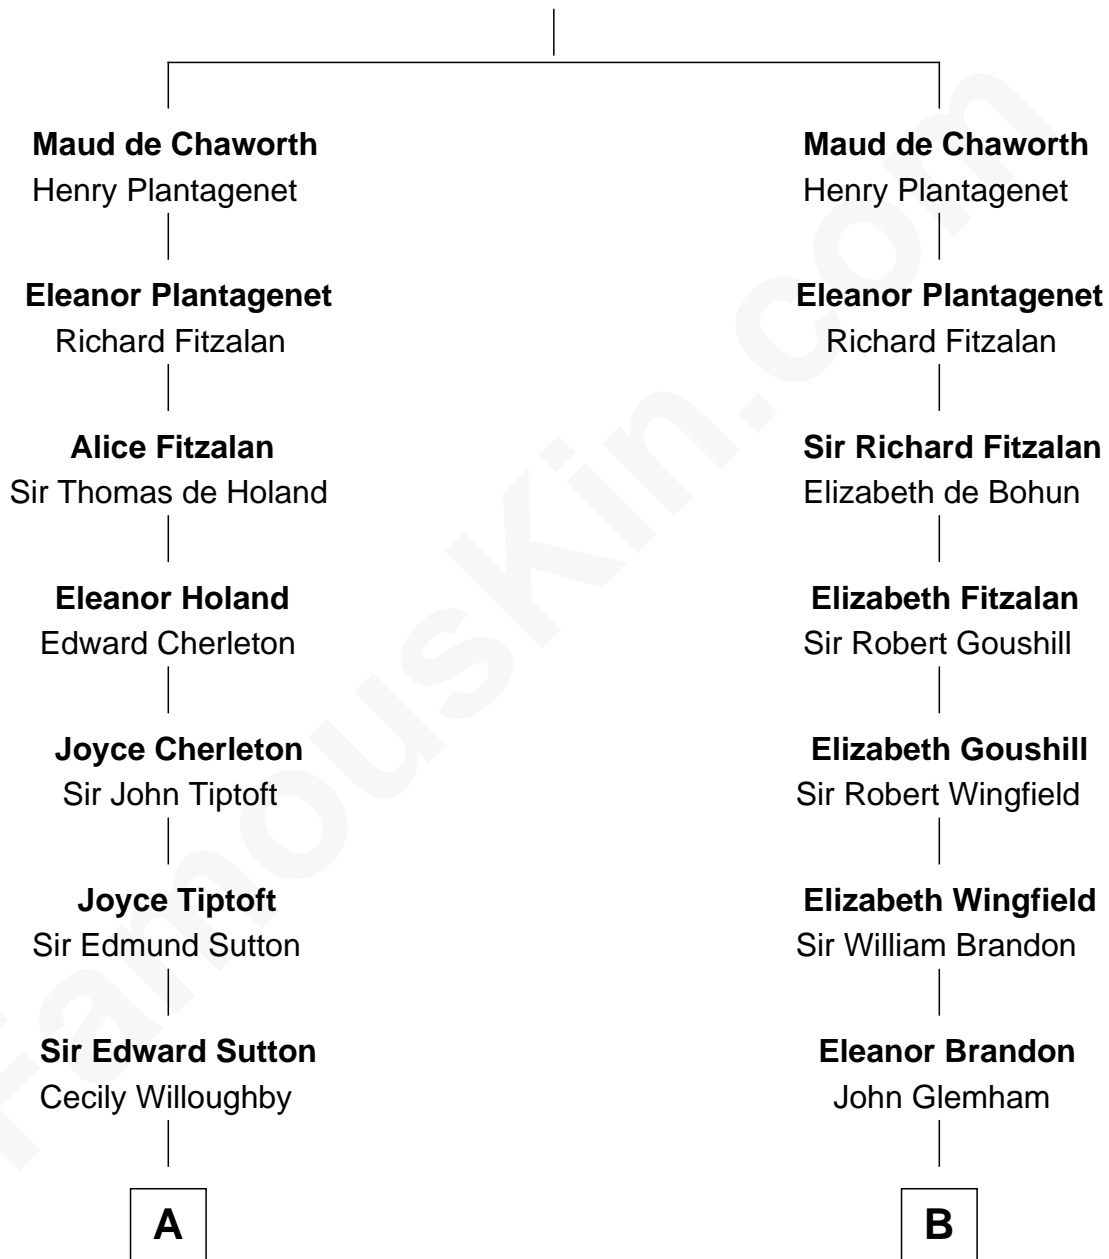 Maud de Chaworth
Henry Plantagenet
Eleanor Plantagenet
Richard Fitzalan
Alice Fitzalan
Sir Thomas de Holand
Eleanor Holand
Edward Cherleton
Joyce Cherleton
Sir John Tiptoft
Joyce Tiptoft
Sir Edmund Sutton
Sir Edward Sutton
Cecily Willoughby
A
Maud de Chaworth
Henry Plantagenet
Eleanor Plantagenet
Richard Fitzalan
Sir Richard Fitzalan
Elizabeth de Bohun
Elizabeth Fitzalan
Sir Robert Goushill
Elizabeth Goushill
Sir Robert Wingfield
Elizabeth Wingfield
Sir William Brandon
Eleanor Brandon
John Glemham
B
FamousKin.com